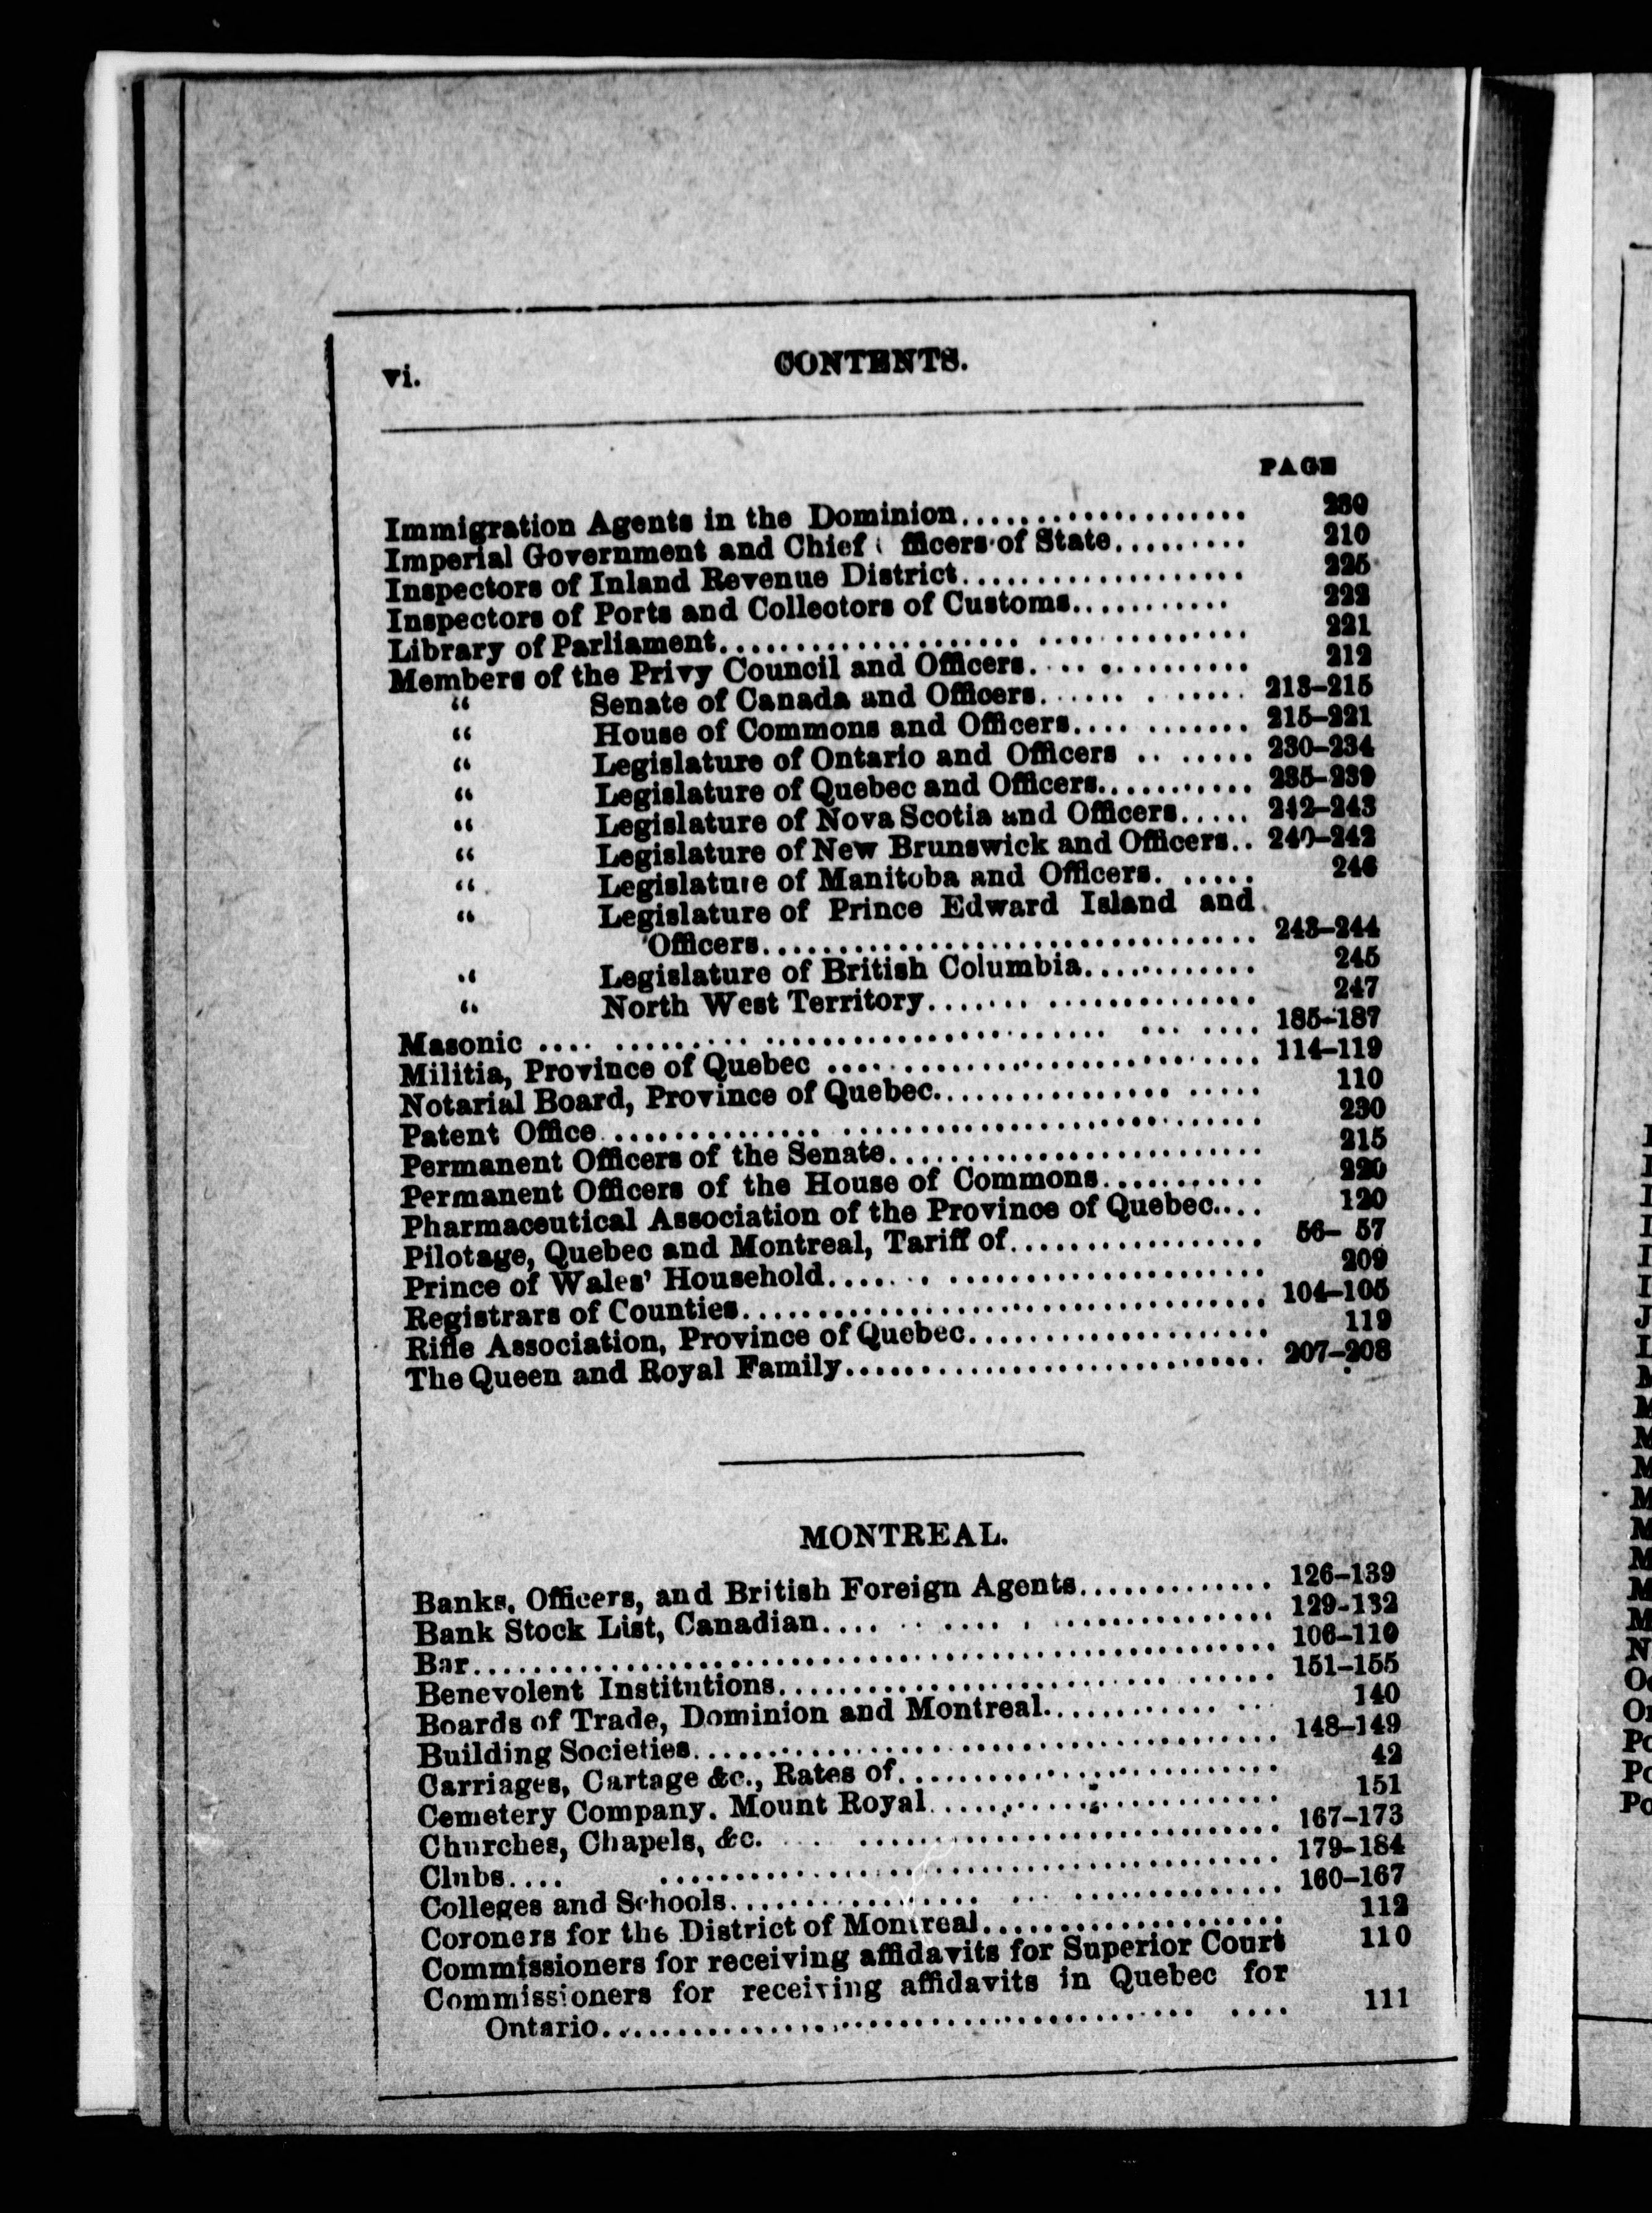 vi. CONTENTS.
PAGE
Immigration Agents in the Dominion.................... 230
Imperial Government and Chief fficers of State......... 210
Inspectors of Inland Revenue District................... 225
Inspectors of Ports and Collectors of Customs........... 222
Library of Parliament.................................. 221
Members of the Privy Council and Officers............... 212
“ Senate of Canada and Officers............. 213–215
“ House of Commons and Officers............ 215–221
“ Legislature of Ontario and Officers ....... 230–234
“ Legislature of Quebec and Officers........... 235–239
“ Legislature of Nova Scotia and Officers..... 242–243
“ Legislature of New Brunswick and Officers.. 240–242
“ Legislature of Manitoba and Officers...... 246
“ Legislature of Prince Edward Island and
Officers.................................. 243–244
“ Legislature of British Columbia............ 245
“ North West Territory..................... 247
Masonic ............................................ 185–187
Militia, Province of Quebec ............................. 114–119
Notarial Board, Province of Quebec..................... 110
Patent Office........................................... 230
Permanent Officers of the Senate......................... 215
Permanent Officers of the House of Commons........... 220
Pharmaceutical Association of the Province of Quebec.... 120
Pilotage, Quebec and Montreal, Tariff of................. 56– 57
Prince of Wales' Household............................ 209
Registrars of Counties................................... 104–105
Rifle Association, Province of Quebec.................... 119
The Queen and Royal Family............................ 207–208
MONTREAL.
Banks, Officers, and British Foreign Agents............. 126–139
Bank Stock List, Canadian............................ 129-132
Bar..................................................... 106–110
Benevolent Institutions................................. 151–155
Boards of Trade, Dominion and Montreal.............. 140
Building Societies...................................... 148–149
Carriages, Cartage &c., Rates of......................... 42
Cemetery Company. Mount Royal....................... 151
Churches, Chapels, &c. .............................. 167–173
Clubs.............................................. 179-184
Colleges and Schools................................ 160–167
Coroners for the District of Montreal.................... 112
Commissioners for receiving affidavits for Superior Court 110
Commissioners for receiving affidavits in Quebec for
Ontario............................................ 111